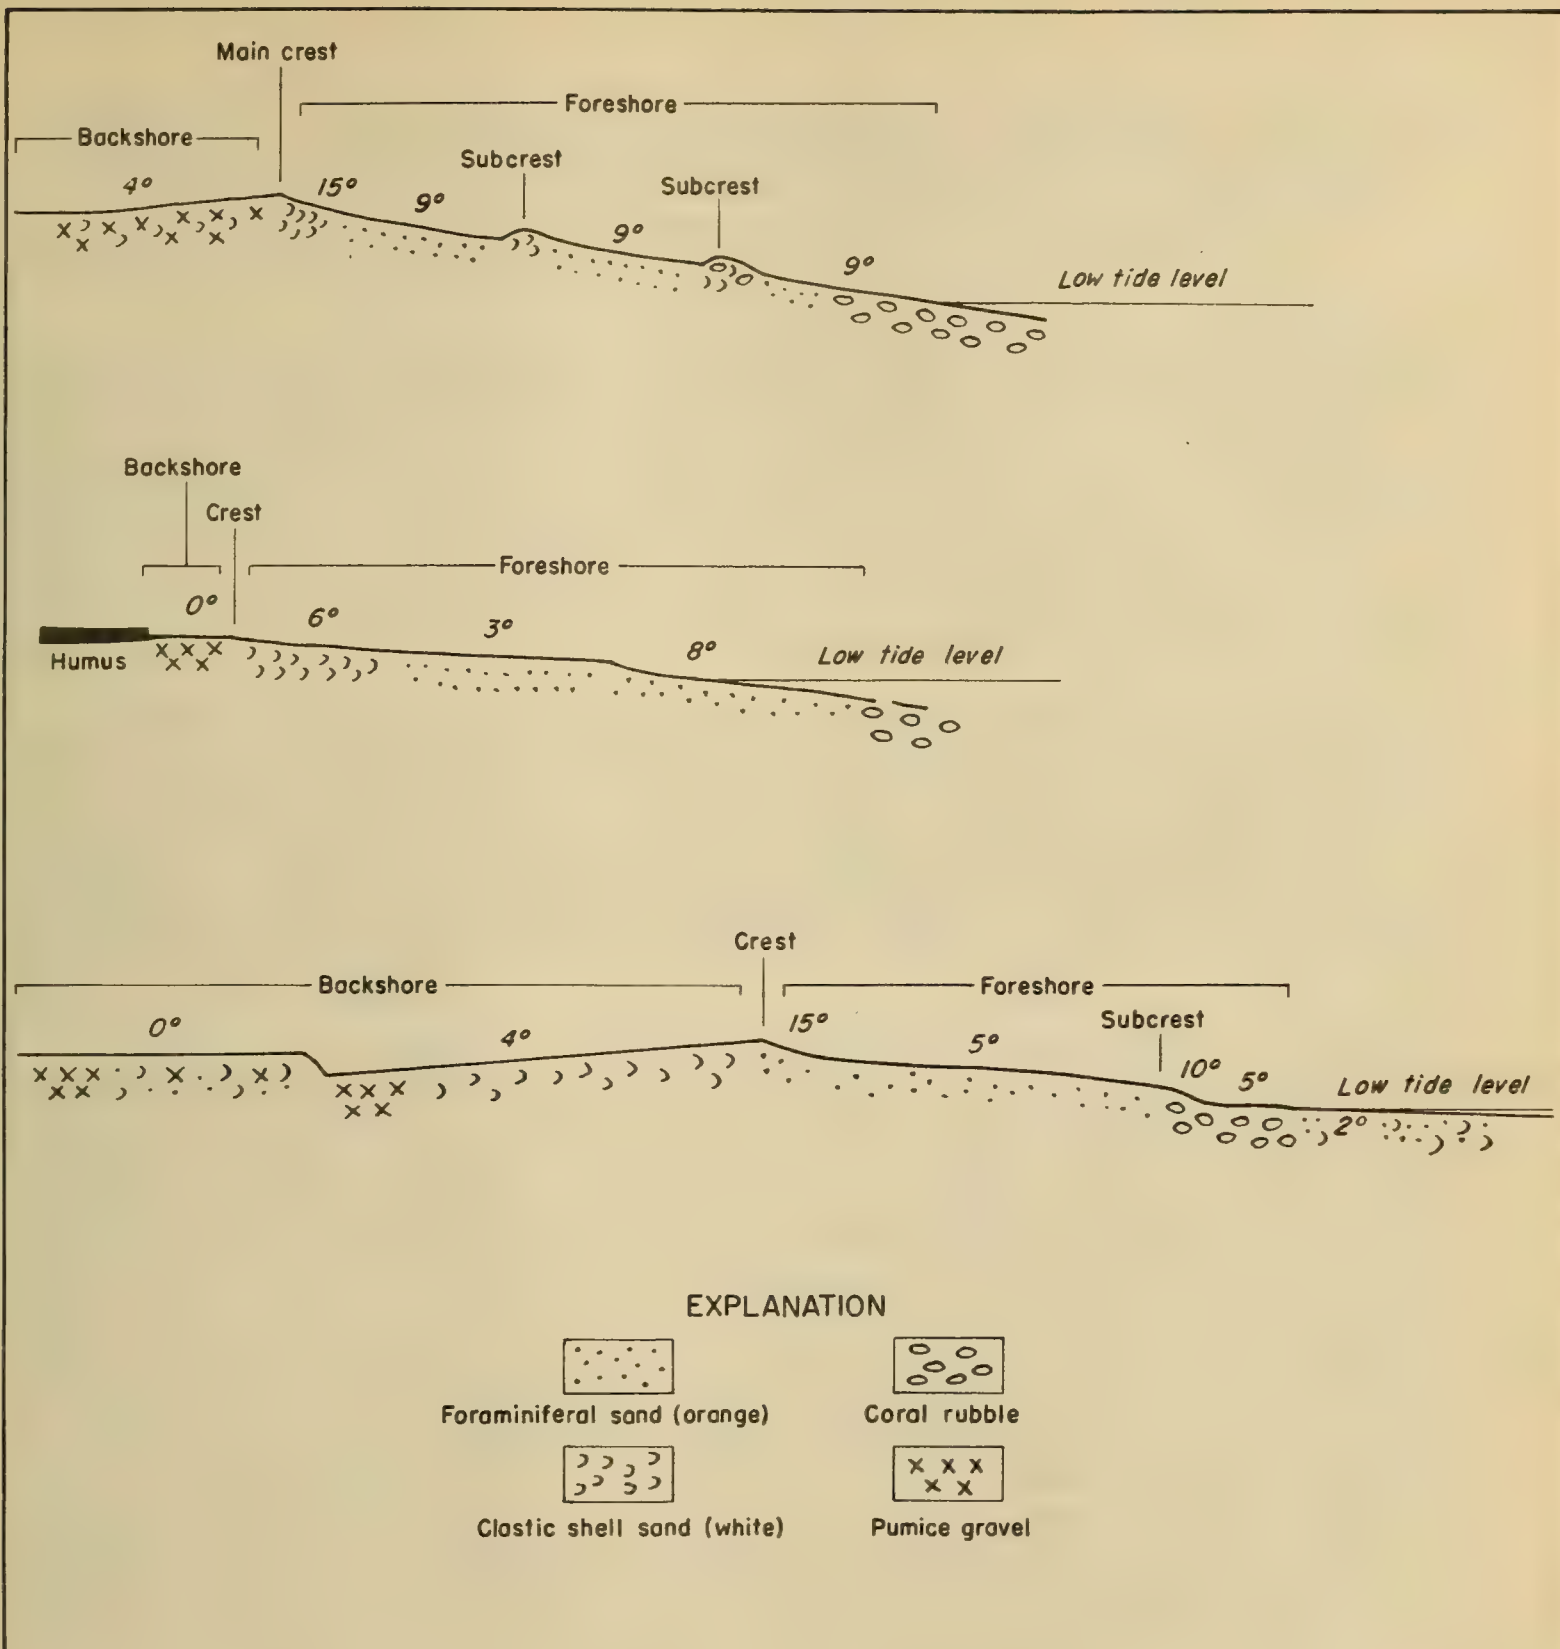 Main crest
Foreshore
Backshore
Subcrest
Subcrest
4°
15°
9°
9°
9°
Low tide level
Backshore
Crest
Foreshore
0°
6°
3°
8°
Low tide level
Humus
Crest
Backshore
Foreshore
Subcrest
0°
4°
15°
5°
10°
5°
Low tide level
2°
EXPLANATION
Foraminiferal sand (orange)
Coral rubble
Clastic shell sand (white)
Pumice gravel